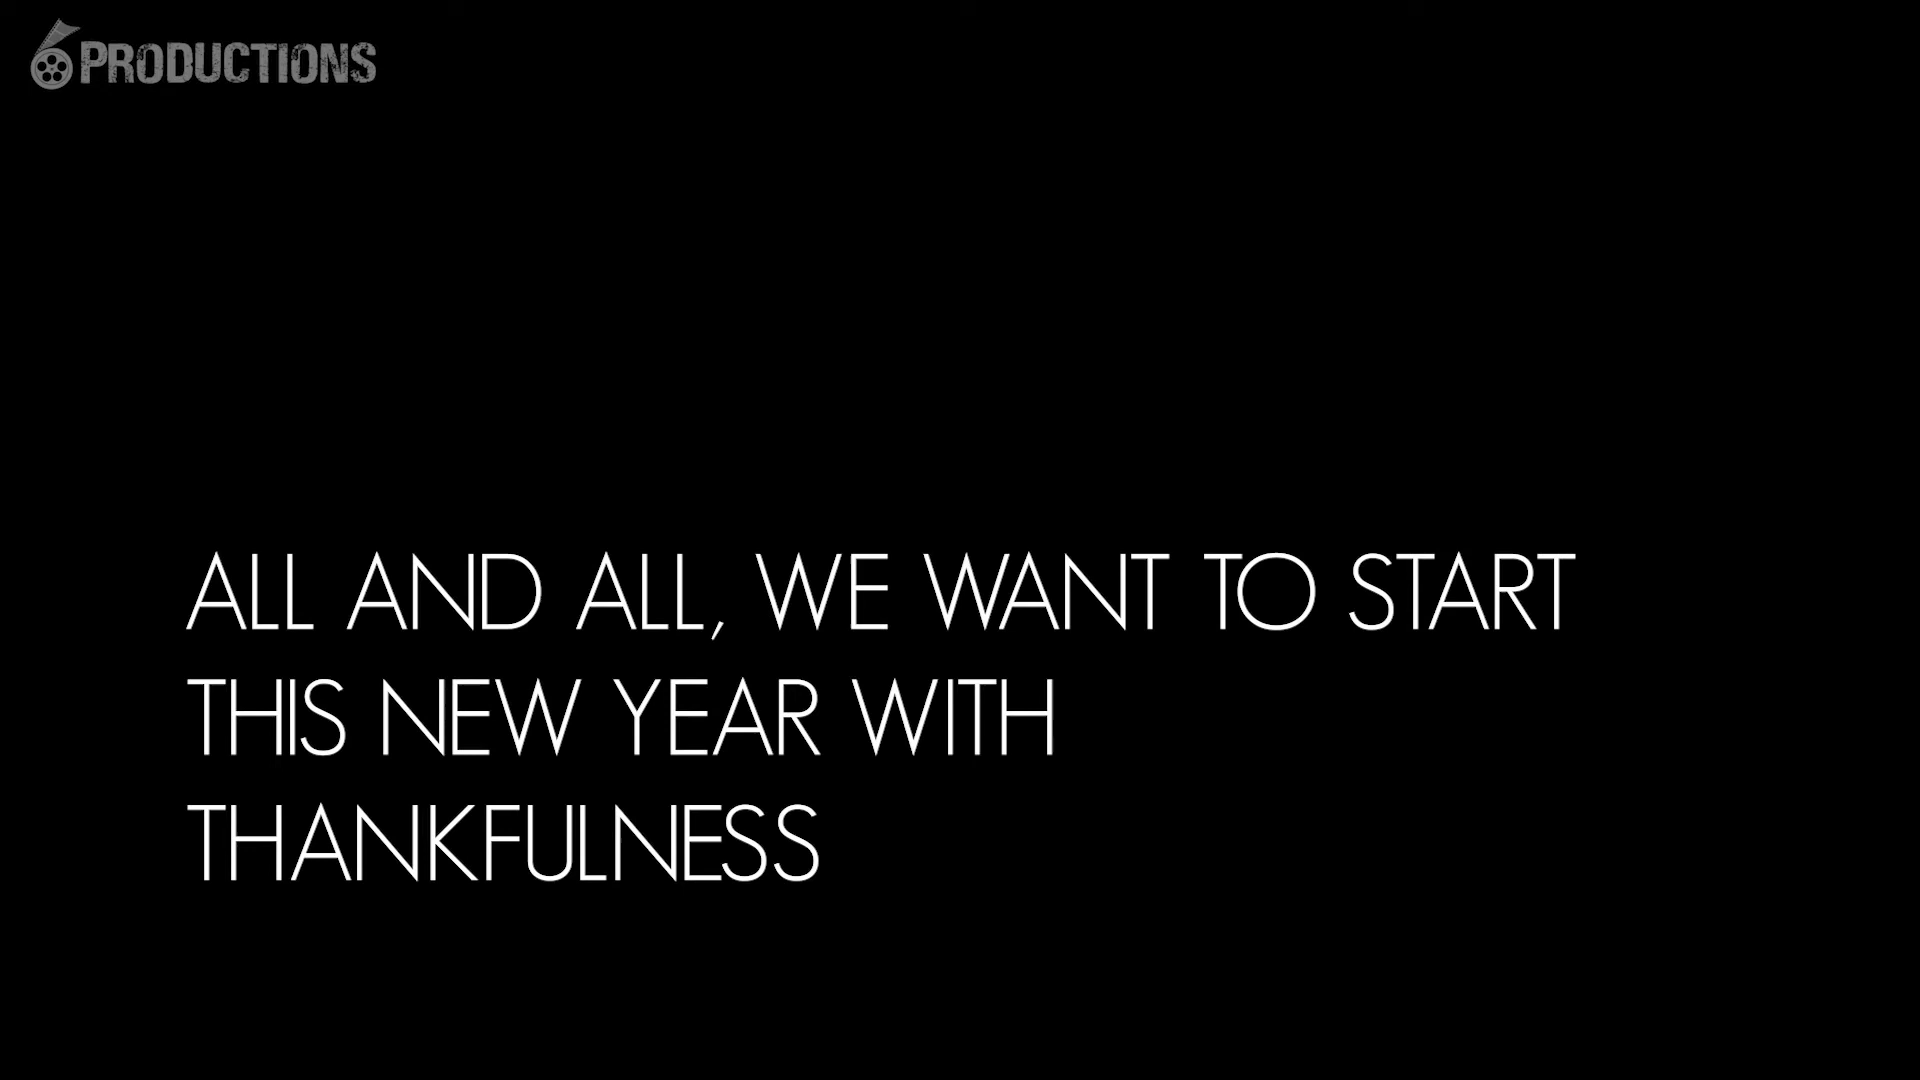 6PRODUCTIONS
ALL AND ALL, WE WANT TO START
THIS NEW YEAR WITH
THANKFULNESS